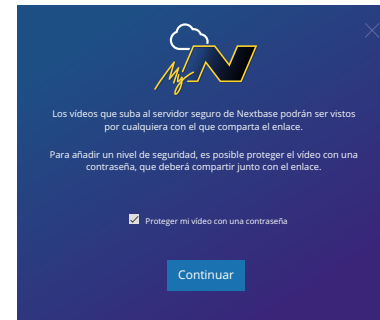 My N
Los vídeos que suba al servidor seguro de Nextbase podrán ser vistos
por cualquiera con el que comparta el enlace.
Para añadir un nivel de seguridad, es posible proteger el vídeo con una
contraseña, que deberá compartir junto con el enlace.
Proteger mi vídeo con una contraseña
Continuar